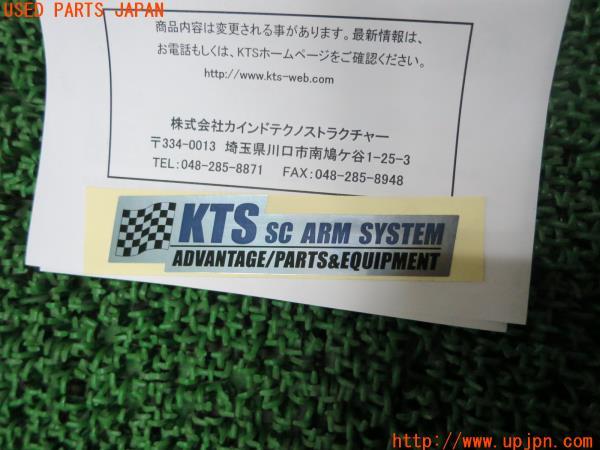 USED PARTS JAPAN
商品内容は変更される事があります。最新情報は、
お電話もしくは、KTSホームページをご確認ください。
http://www.kts-web.com
株式会社カインドテクノストラクチャー
〒334-0013 埼玉県川口市南鳩ケ谷1-25-3
TEL:048-285-8871 FAX:048-285-8948
KTS SC ARM SYSTEM
ADVANTAGE/PARTS&EQUIPMENT
http://www.upjpn.com/